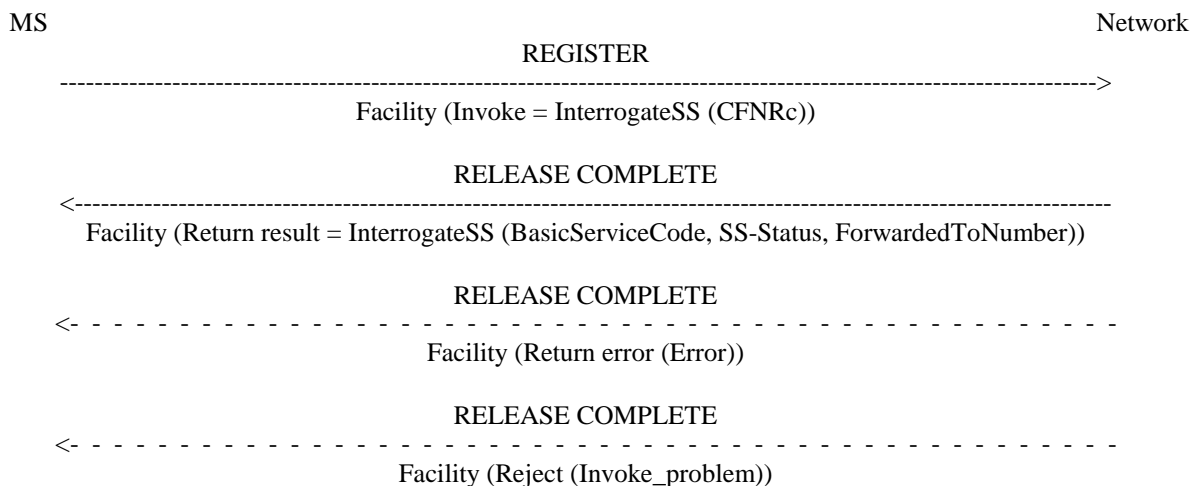 MS Network
REGISTER
------------------------------------------------------------------------------------------------------------------------>
Facility (Invoke = InterrogateSS (CFNRc))
RELEASE COMPLETE
<------------------------------------------------------------------------------------------------------------------------
Facility (Return result = InterrogateSS (BasicServiceCode, SS-Status, ForwardedToNumber))
RELEASE COMPLETE
<- - - - - - - - - - - - - - - - - - - - - - - - - - - - - - - - - - - - - - - - - - - - -
Facility (Return error (Error))
RELEASE COMPLETE
<- - - - - - - - - - - - - - - - - - - - - - - - - - - - - - - - - - - - - - - - - - - - -
Facility (Reject (Invoke_problem))